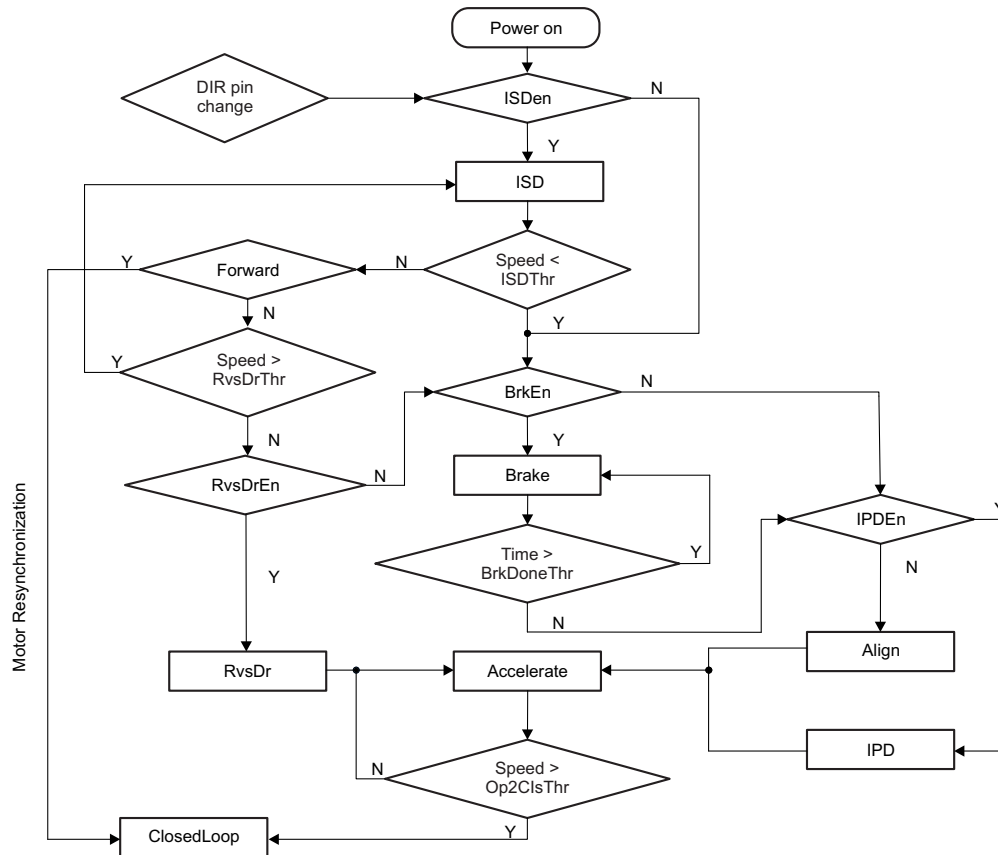 Power on
DIR pin
change
ISDen
N
Y
ISD
Speed <
ISDThr
N
Forward
Y
N
Y
Speed >
RvsDrThr
Y
N
BrkEn
N
Y
RvsDrEn
N
Brake
Y
Time >
BrkDoneThr
Y
N
IPDEn
Y
N
Motor Resynchronization
RvsDr
Accelerate
Align
Speed >
Op2ClsThr
N
Y
IPD
ClosedLoop